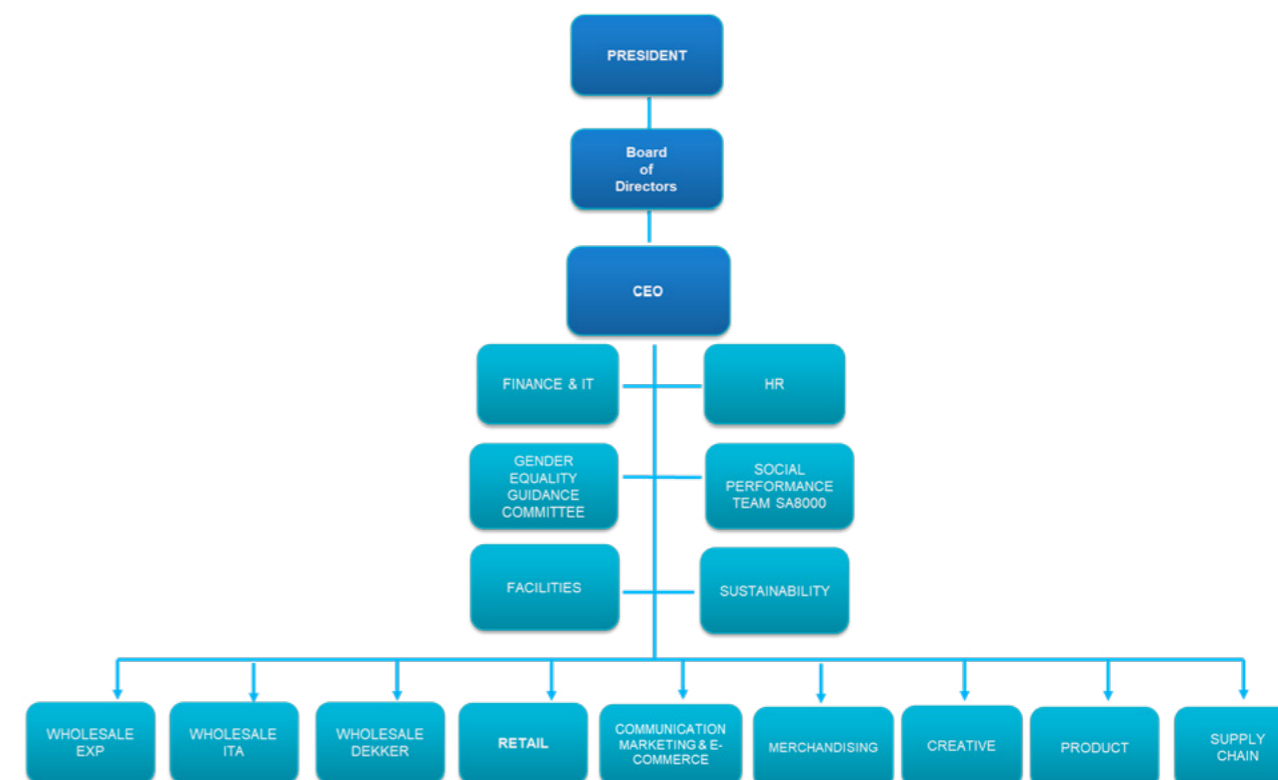 PRESIDENT
Board
of
Directors
CEO
FINANCE & IT
HR
GENDER
EQUALITY
GUIDANCE
COMMITTEE
SOCIAL
PERFORMANCE
TEAM SA8000
FACILITIES
SUSTAINABILITY
WHOLESALE
EXP
WHOLESALE
ITA
WHOLESALE
DEKKER
RETAIL
COMMUNICATION
MARKETING & E-
COMMERCE
MERCHANDISING
CREATIVE
PRODUCT
SUPPLY
CHAIN